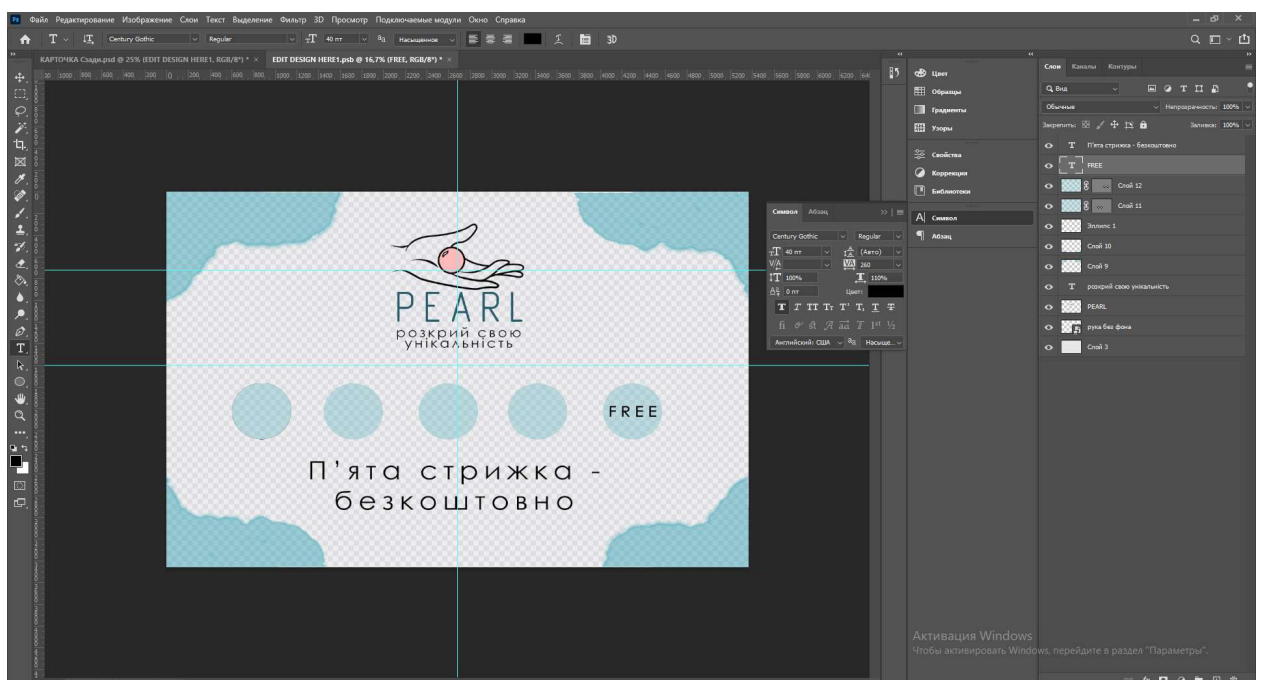 Ps Файл Редактирование Изображение Слои Текст Выделение Фильтр 3D Просмотр Подключаемые модули Окно Справка
T Century Gothic Regular 40 пт Насыщенное 3D
КАРТОЧКА Сзади.psd @ 25% (EDIT DESIGN HERE1, RGB/8*) * × EDIT DESIGN HERE1.psb @ 16,7% (FREE, RGB/8*) * ×
PEARL
розкрий свою
унікальність
FREE
П'ята стрижка -
безкоштовно
Символ Абзац
Century Gothic Regular
40 пт (Авто)
260
100% 110%
0 пт Цвет:
Английский: США Насыще...
Цвет
Образцы
Градиенты
Узоры
Свойства
Коррекция
Библиотеки
Символ
Абзац
Слои Каналы Контуры
Вид
Обычные Непрозрачность: 100%
Закрепить: Заливка: 100%
П'ята стрижка - безкоштовно
FREE
Слой 12
Слой 11
Эллипс 1
Слой 10
Слой 9
розкрий свою унікальність
PEARL
рука без фона
Слой 3
Активация Windows
Чтобы активировать Windows, перейдите в раздел "Параметры".